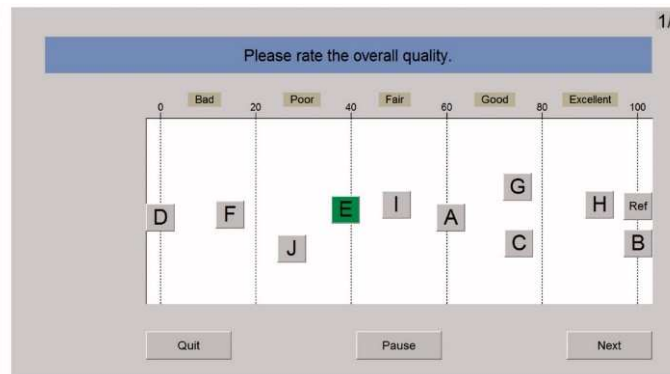 1/
Please rate the overall quality.
Bad Poor Fair Good Excellent
0 20 40 60 80 100
G
D F E I A H Ref
J C B
Quit Pause Next